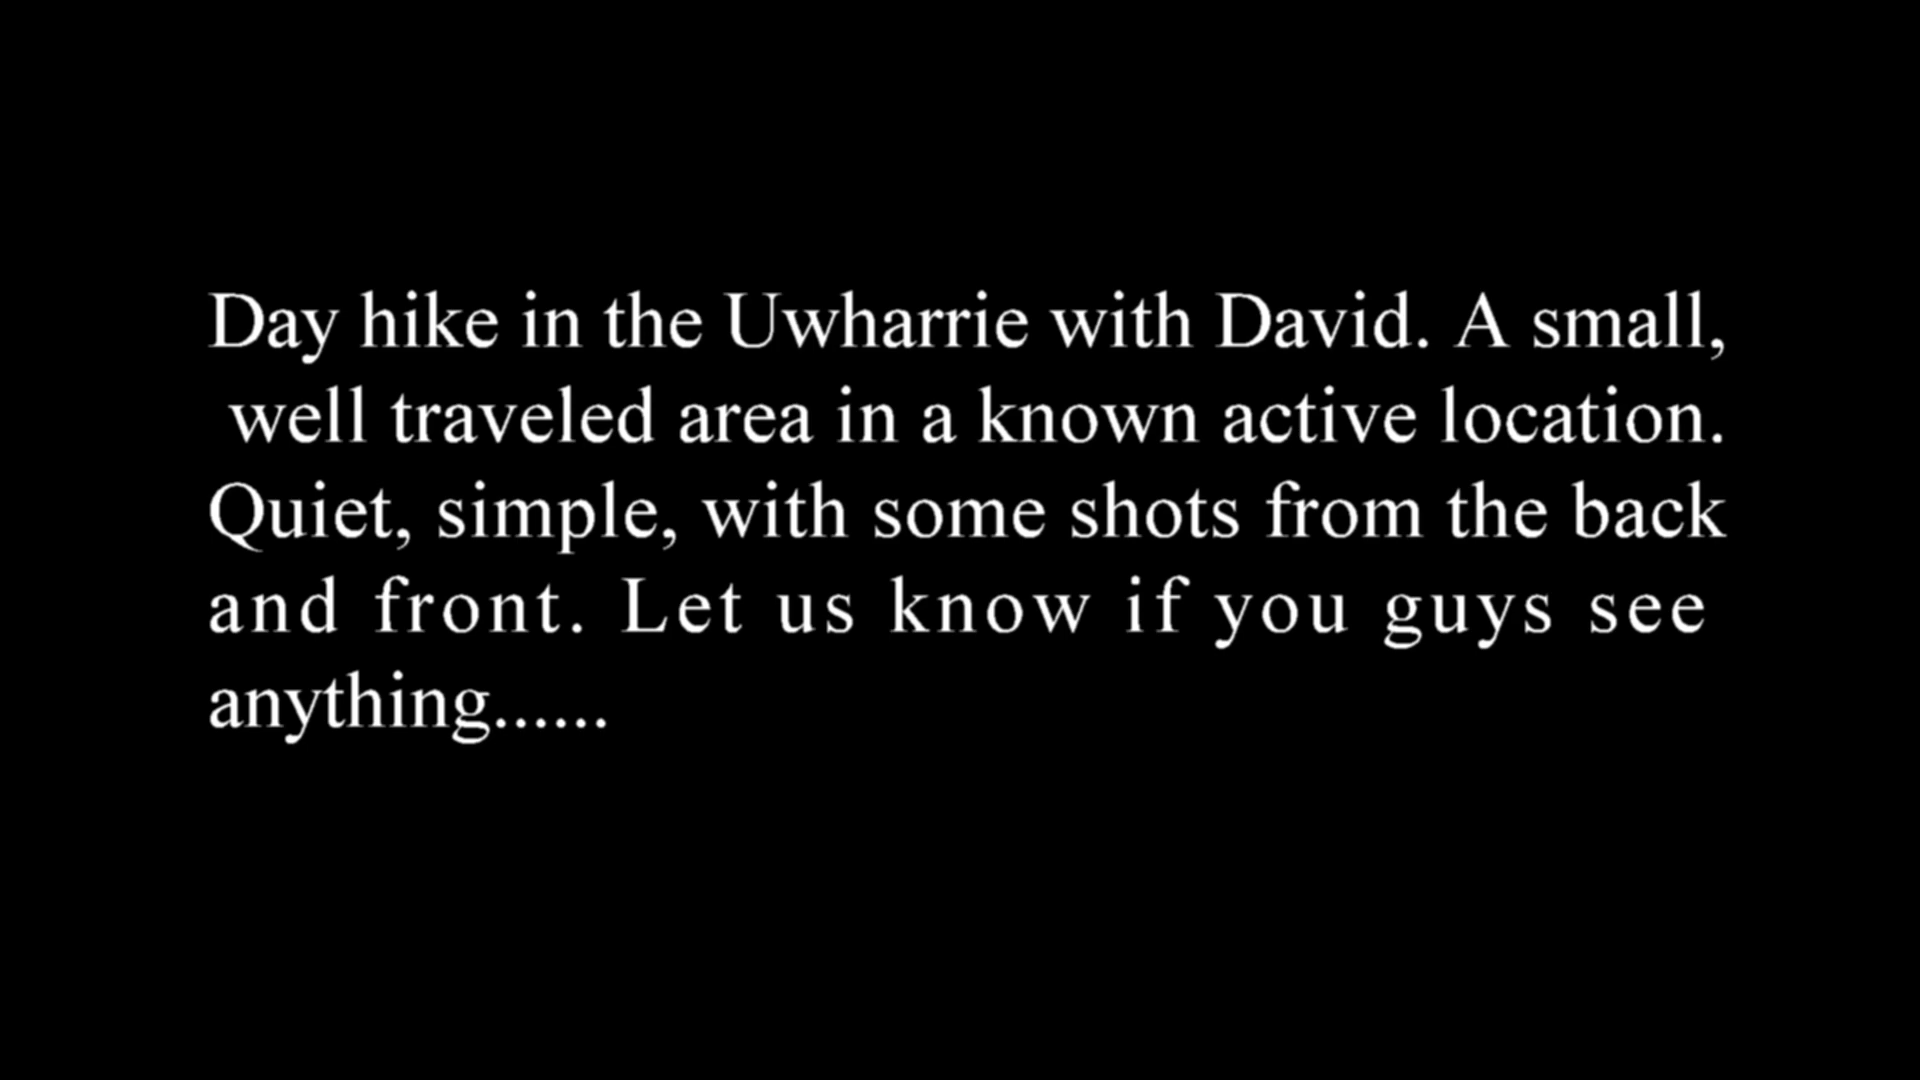 Day hike in the Uwharrie with David. A small,
well traveled area in a known active location.
Quiet, simple, with some shots from the back
and front. Let us know if you guys see
anything......